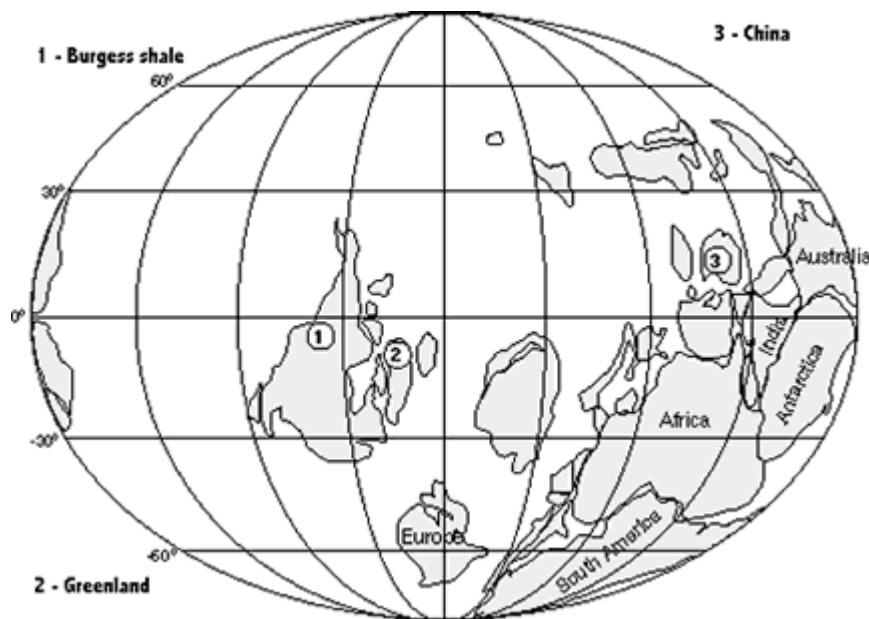 3 - China
1 - Burgess shale
60°
30°
3
Australia
0°
1
2
India
Antarctica
Africa
-30°
Europe
South America
-60°
2 - Greenland